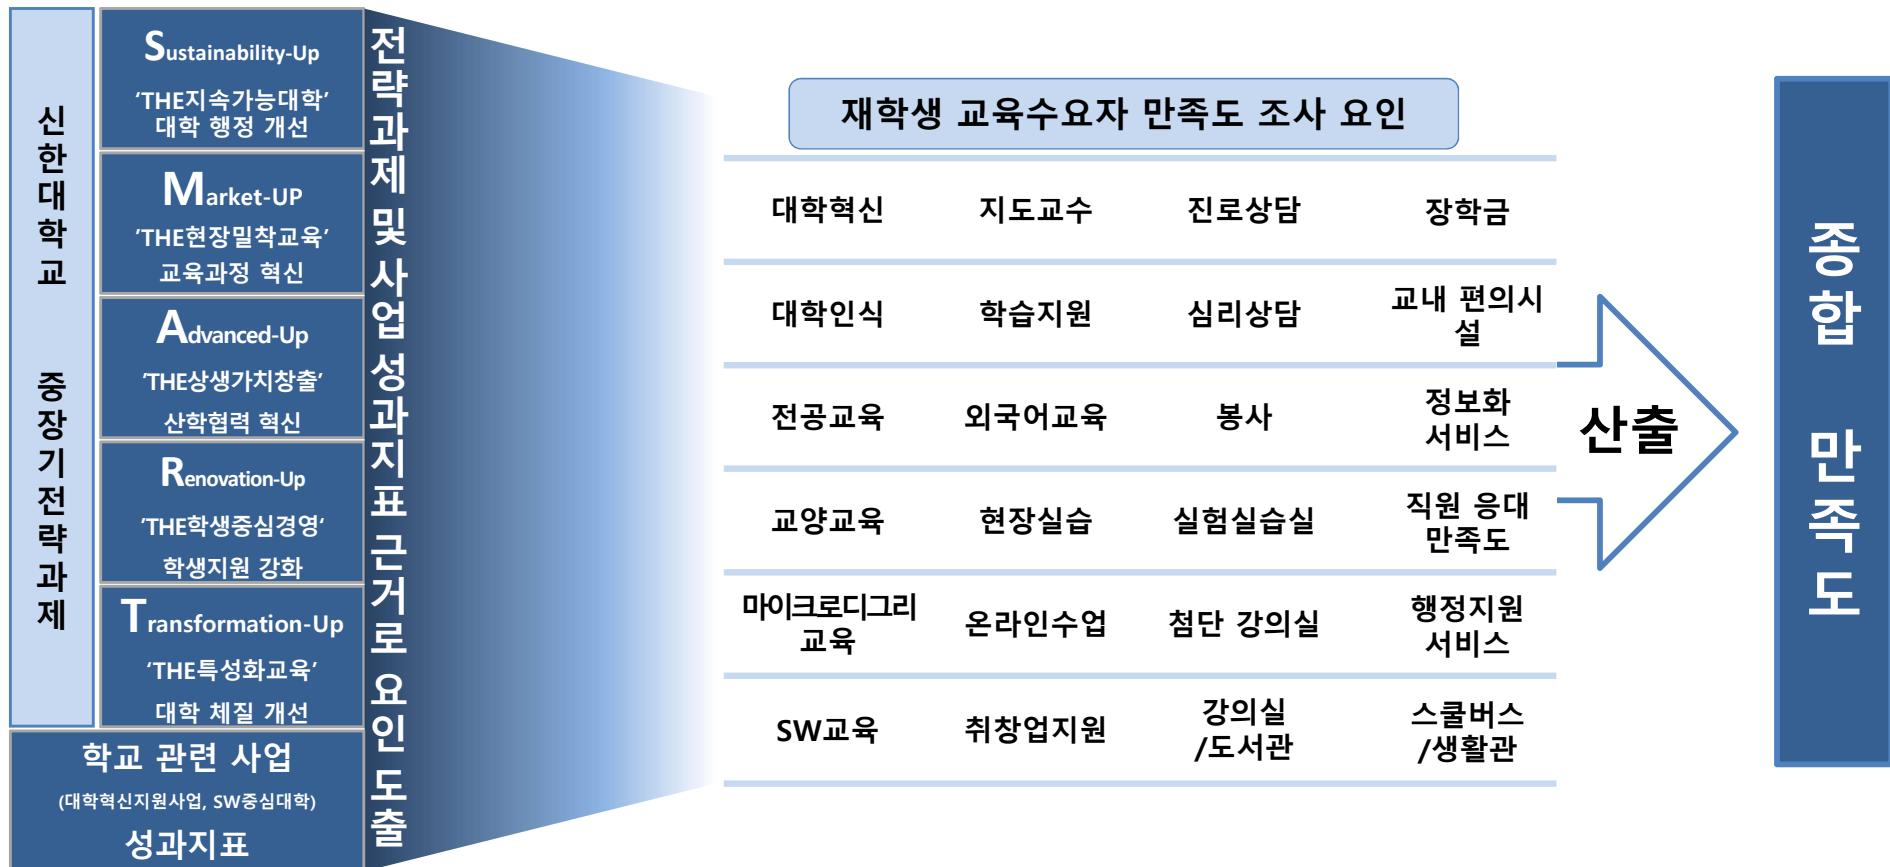 신한대학교 중장기전략과제
Sustainability-Up
‘THE지속가능대학’
대학 행정 개선
Market-UP
‘THE현장밀착교육’
교육과정 혁신
Advanced-Up
‘THE상생가치창출’
산학협력 혁신
Renovation-Up
‘THE학생중심경영‘
학생지원 강화
Transformation-Up
‘THE특성화교육’
대학 체질 개선
학교 관련 사업
(대학혁신지원사업, SW중심대학)
성과지표
전략과제 및 사업성과지표 근거로 요인 도출
재학생 교육수요자 만족도 조사 요인
대학혁신 지도교수 진로상담 장학금
대학인식 학습지원 심리상담 교내 편의시
설
전공교육 외국어교육 봉사 정보화
서비스
교양교육 현장실습 실험실습실 직원 응대
만족도
마이크로디그리
교육 온라인수업 첨단 강의실 행정지원
서비스
SW교육 취창업지원 강의실
/도서관 스쿨버스
/생활관
산출
종합 만족도